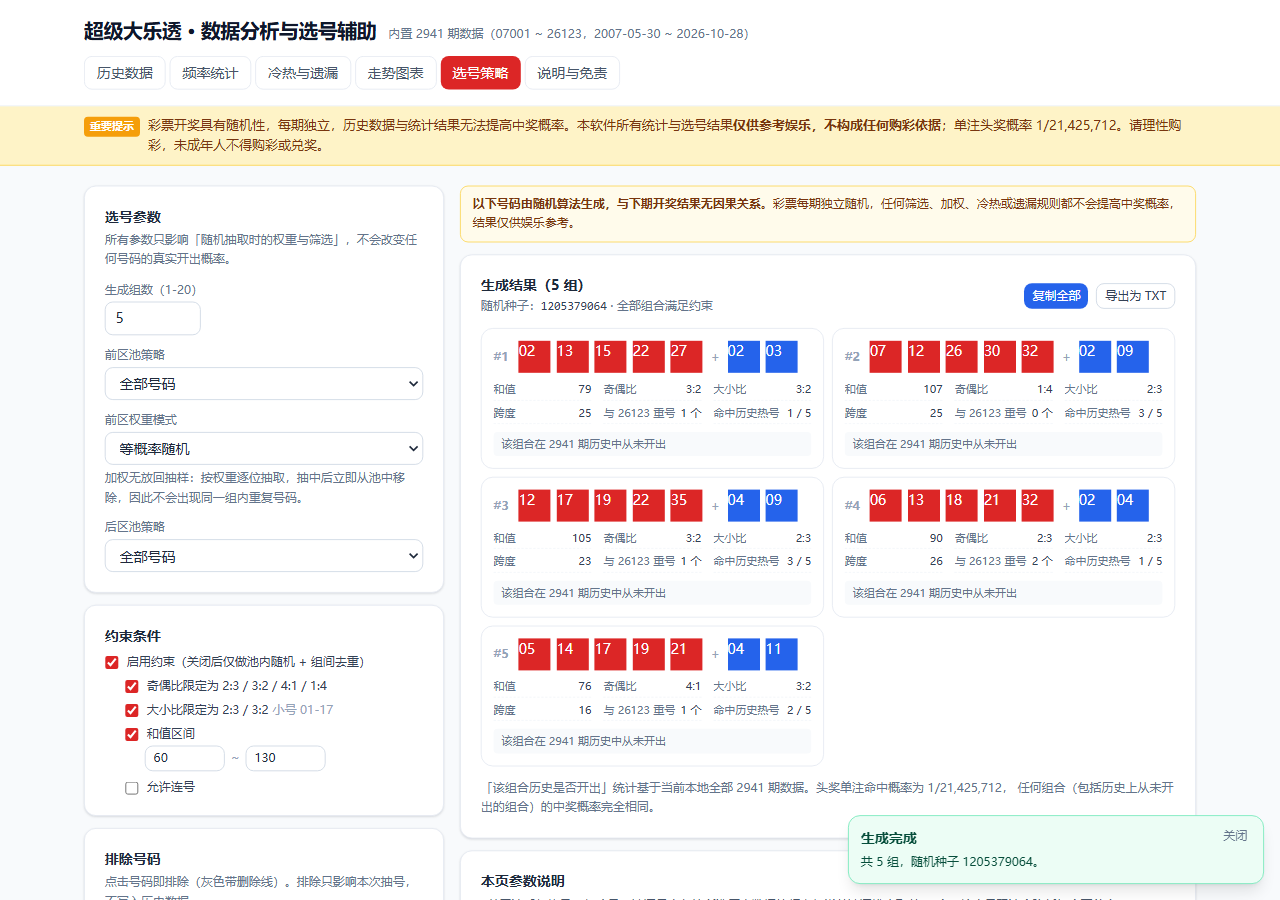 超级大乐透・数据分析与选号辅助
内置 2941 期数据（07001 ~ 26123，2007-05-30 ~ 2026-10-28）
历史数据
频率统计
冷热与遗漏
走势图表
选号策略
说明与免责
重要提示
彩票开奖具有随机性，每期独立，历史数据与统计结果无法提高中奖概率。本软件所有统计与选号结果仅供参考娱乐，不构成任何购彩依据；单注头奖概率 1/21,425,712。请理性购
彩，未成年人不得购彩或兑奖。
选号参数
所有参数只影响「随机抽取时的权重与筛选」，不会改变任
何号码的真实开出概率。
生成组数（1-20）
5
前区池策略
全部号码
前区权重模式
等概率随机
加权无放回抽样：按权重逐位抽取，抽中后立即从池中移
除，因此不会出现同一组内重复号码。
后区池策略
全部号码
约束条件
启用约束（关闭后仅做池内随机 + 组间去重）
奇偶比限定为 2:3 / 3:2 / 4:1 / 1:4
大小比限定为 2:3 / 3:2 小号 01-17
和值区间
60 ~ 130
允许连号
排除号码
点击号码即排除（灰色带删除线）。排除只影响本次抽号，
以下号码由随机算法生成，与下期开奖结果无因果关系。彩票每期独立随机，任何筛选、加权、冷热或遗漏规则都不会提高中奖概率，
结果仅供娱乐参考。
生成结果（5 组）
随机种子：1205379064 · 全部组合满足约束
复制全部
导出为 TXT
#1 02 13 15 22 27 + 02 03
和值 79 奇偶比 3:2 大小比 3:2
跨度 25 与 26123 重号 1 个 命中历史热号 1 / 5
该组合在 2941 期历史中从未开出
#2 07 12 26 30 32 + 02 09
和值 107 奇偶比 1:4 大小比 2:3
跨度 25 与 26123 重号 0 个 命中历史热号 3 / 5
该组合在 2941 期历史中从未开出
#3 12 17 19 22 35 + 04 09
和值 105 奇偶比 3:2 大小比 2:3
跨度 23 与 26123 重号 1 个 命中历史热号 3 / 5
该组合在 2941 期历史中从未开出
#4 06 13 18 21 32 + 02 04
和值 90 奇偶比 2:3 大小比 2:3
跨度 26 与 26123 重号 2 个 命中历史热号 1 / 5
该组合在 2941 期历史中从未开出
#5 05 14 17 19 21 + 04 11
和值 76 奇偶比 4:1 大小比 3:2
跨度 16 与 26123 重号 1 个 命中历史热号 2 / 5
该组合在 2941 期历史中从未开出
「该组合历史是否开出」统计基于当前本地全部 2941 期数据。头奖单注命中概率为 1/21,425,712， 任何组合（包括历史上从未开
出的组合）的中奖概率完全相同。
本页参数说明
生成完成
关闭
共 5 组，随机种子 1205379064。